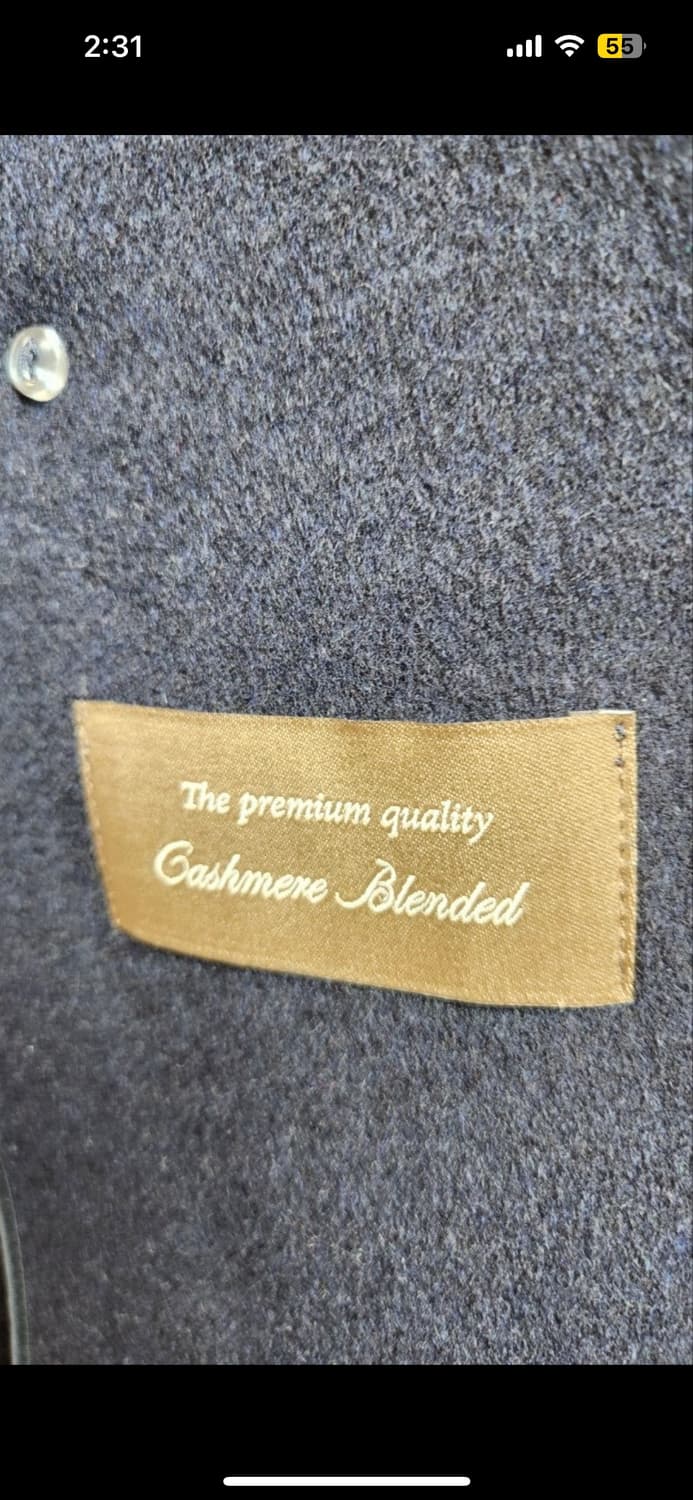 2:31
55
The premium quality
Cashmere Blended